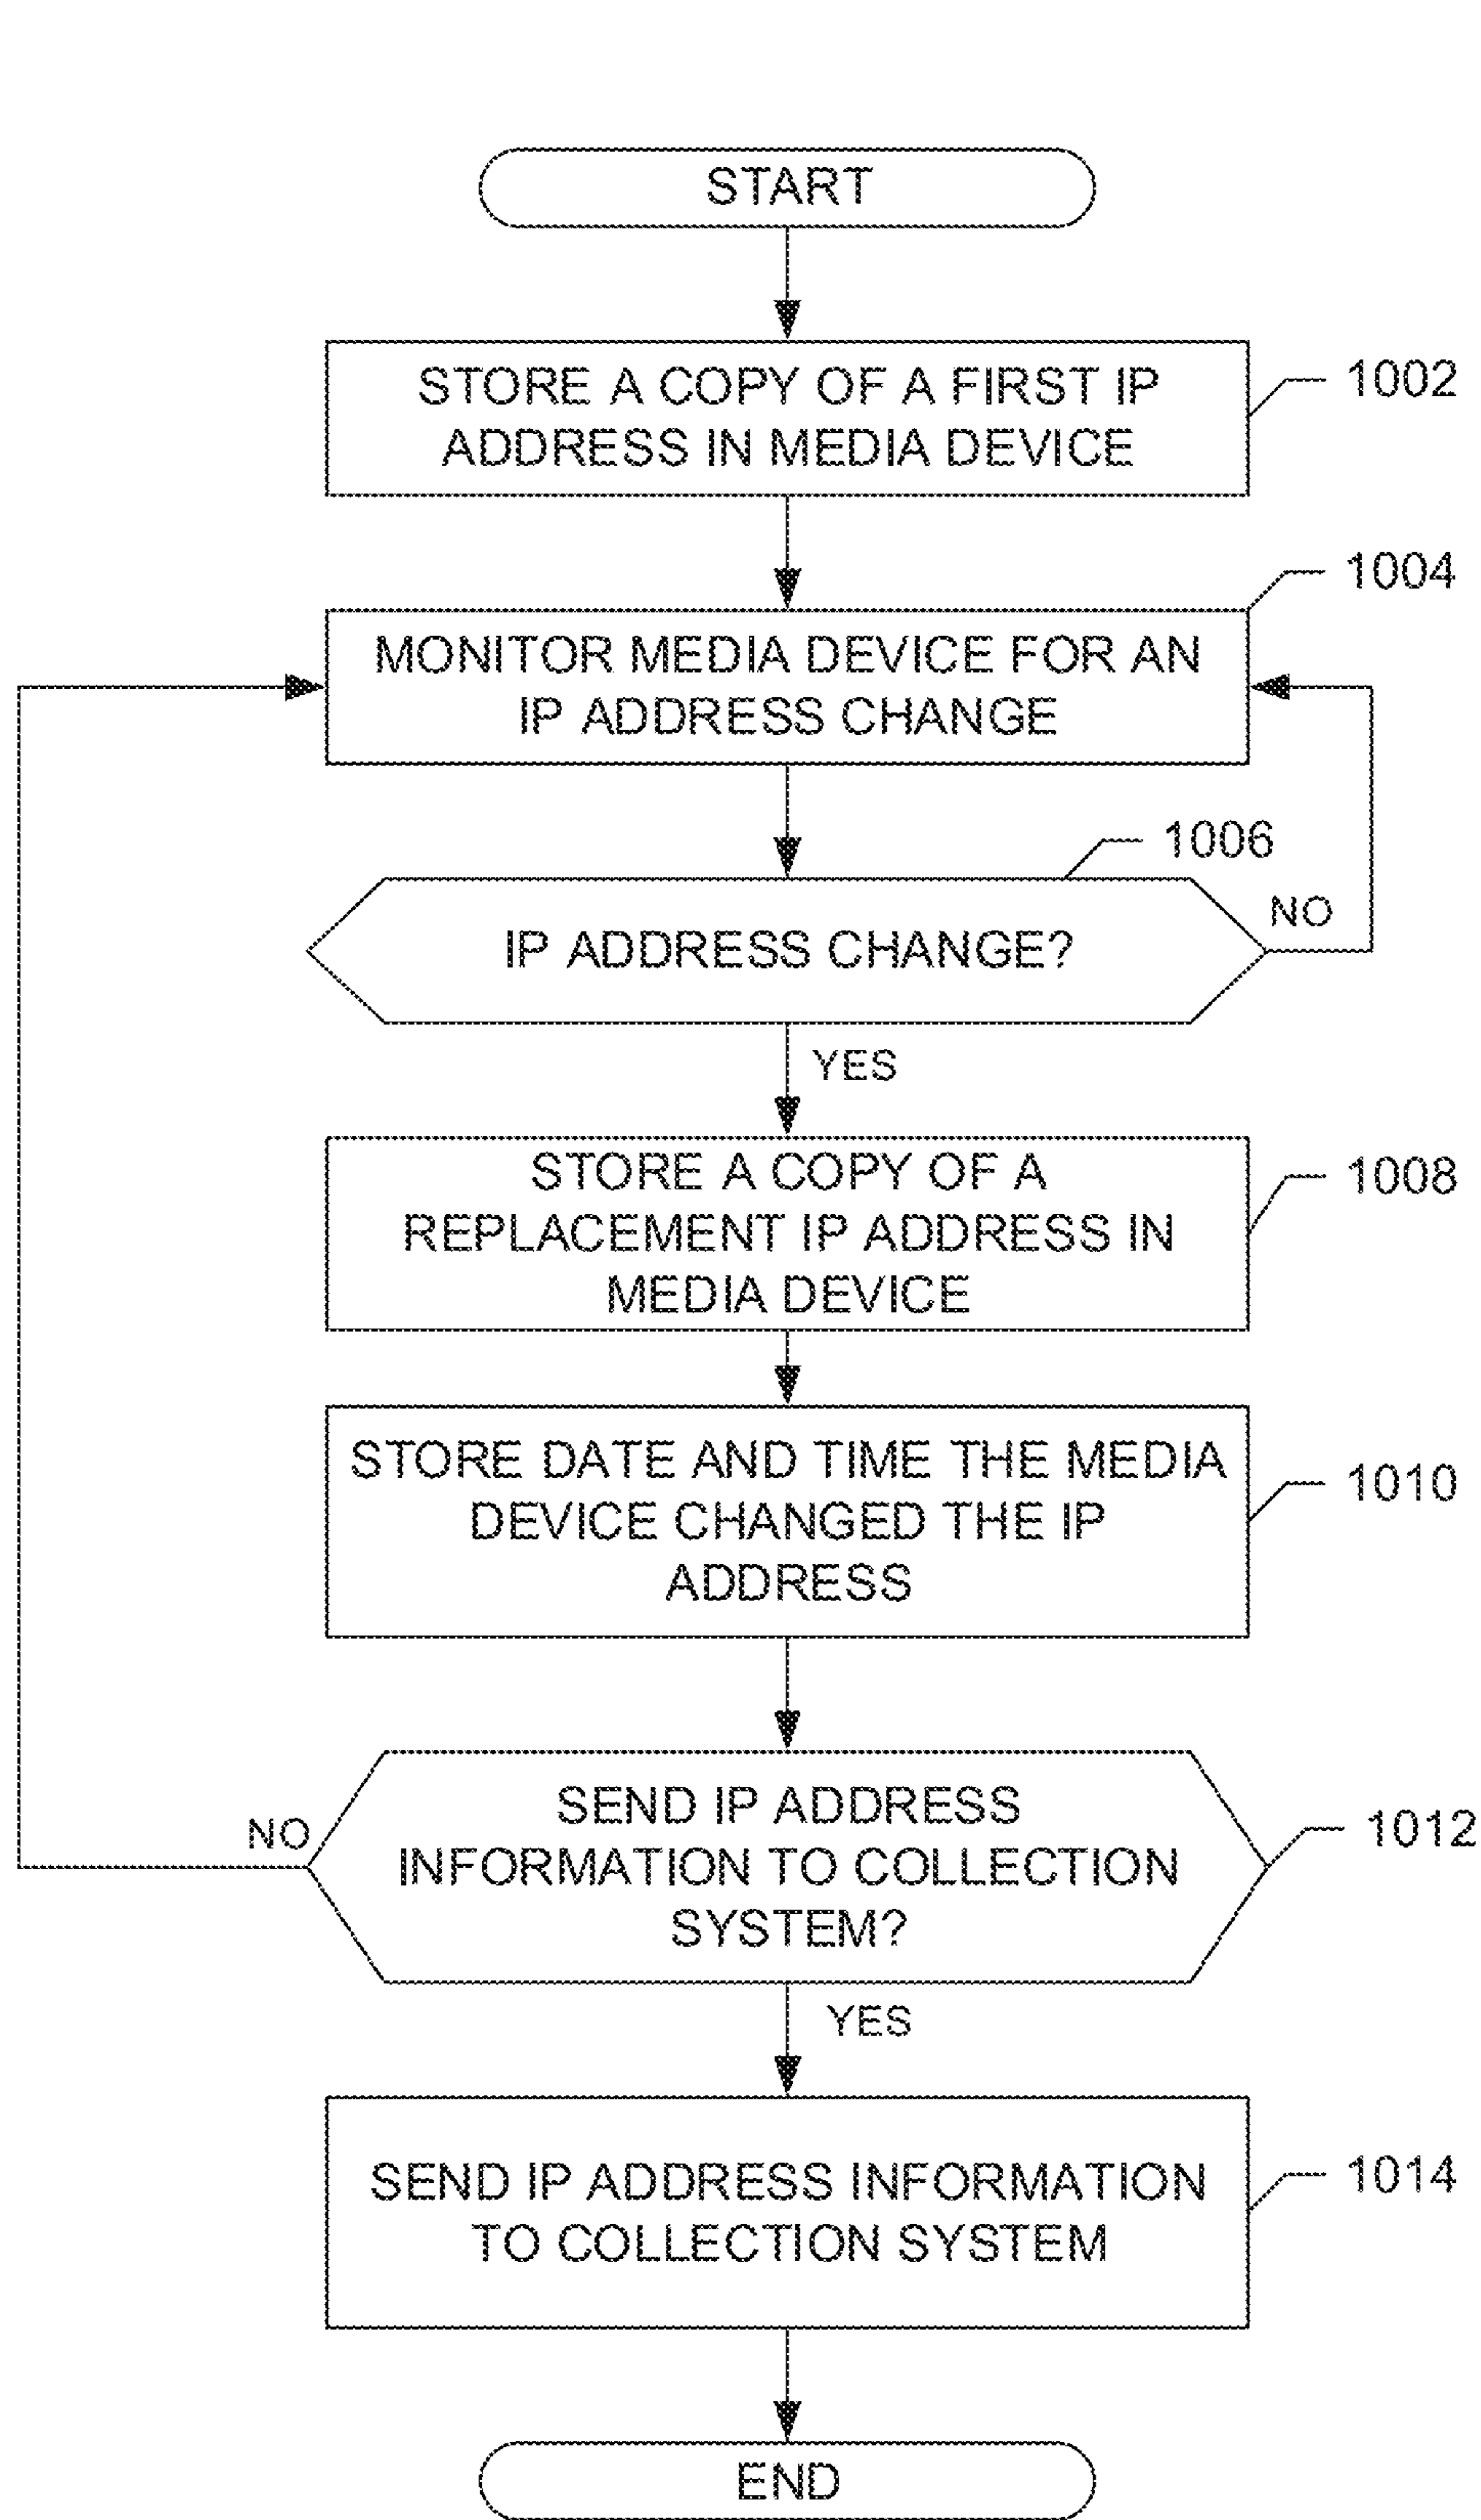 START
STORE A COPY OF A FIRST IP
ADDRESS IN MEDIA DEVICE
1002
1004
MONITOR MEDIA DEVICE FOR AN
IP ADDRESS CHANGE
1006
NO
IP ADDRESS CHANGE?
YES
STORE A COPY OF A
REPLACEMENT IP ADDRESS IN
MEDIA DEVICE
1008
STORE DATE AND TIME THE MEDIA
DEVICE CHANGED THE IP
ADDRESS
1010
NO
SEND IP ADDRESS
INFORMATION TO COLLECTION
SYSTEM?
1012
YES
SEND IP ADDRESS INFORMATION
TO COLLECTION SYSTEM
1014
END